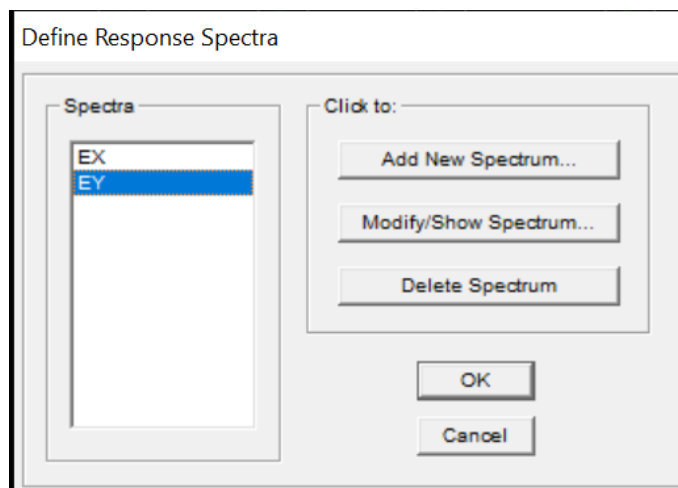 Define Response Spectra
Spectra
EX
EY
Click to:
Add New Spectrum...
Modify/Show Spectrum...
Delete Spectrum
OK
Cancel